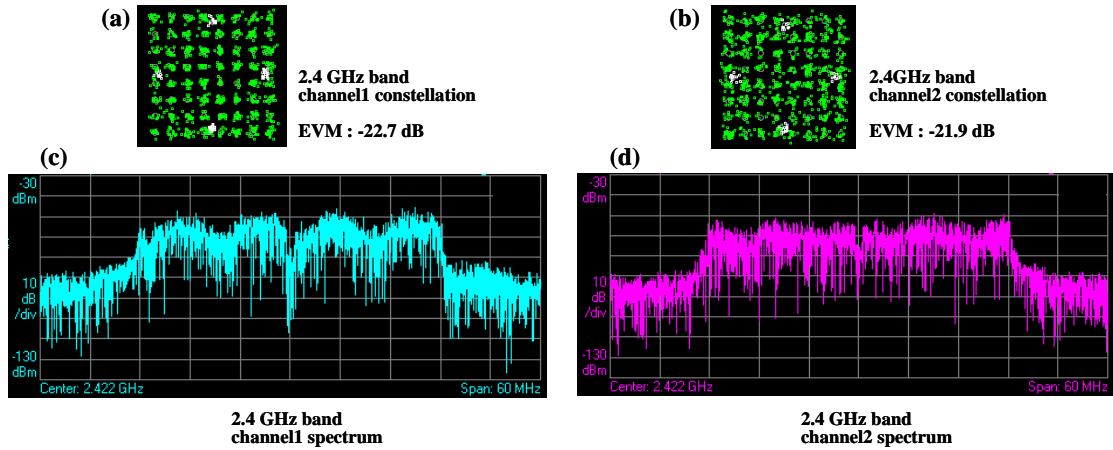 (a)
2.4 GHz band
channel1 constellation
EVM : -22.7 dB
(b)
2.4GHz band
channel2 constellation
EVM : -21.9 dB
(c)
-30
dBm
10
dB
/div
-130
dBm
Center: 2.422 GHz
Span: 60 MHz
2.4 GHz band
channel1 spectrum
(d)
-30
dBm
10
dB
/div
-130
dBm
Center: 2.422 GHz
Span: 60 MHz
2.4 GHz band
channel2 spectrum